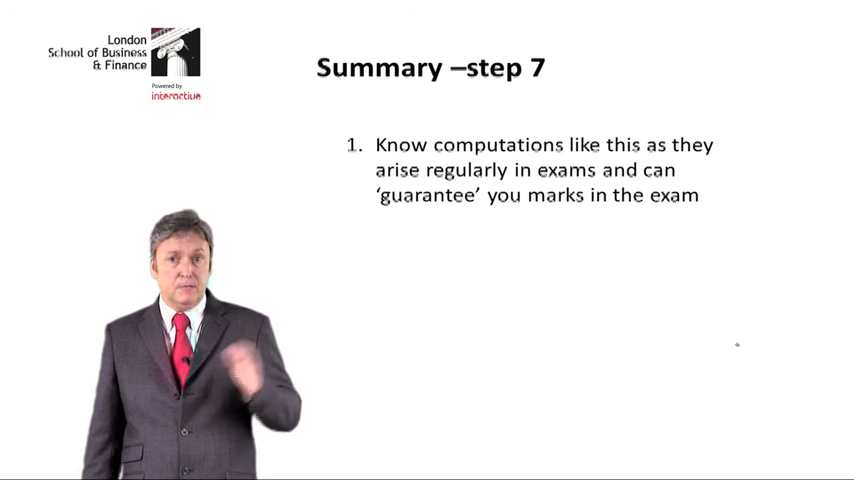 London
School of Business
& Finance
Powered by
interactive
Summary –step 7
1. Know computations like this as they
arise regularly in exams and can
‘guarantee’ you marks in the exam